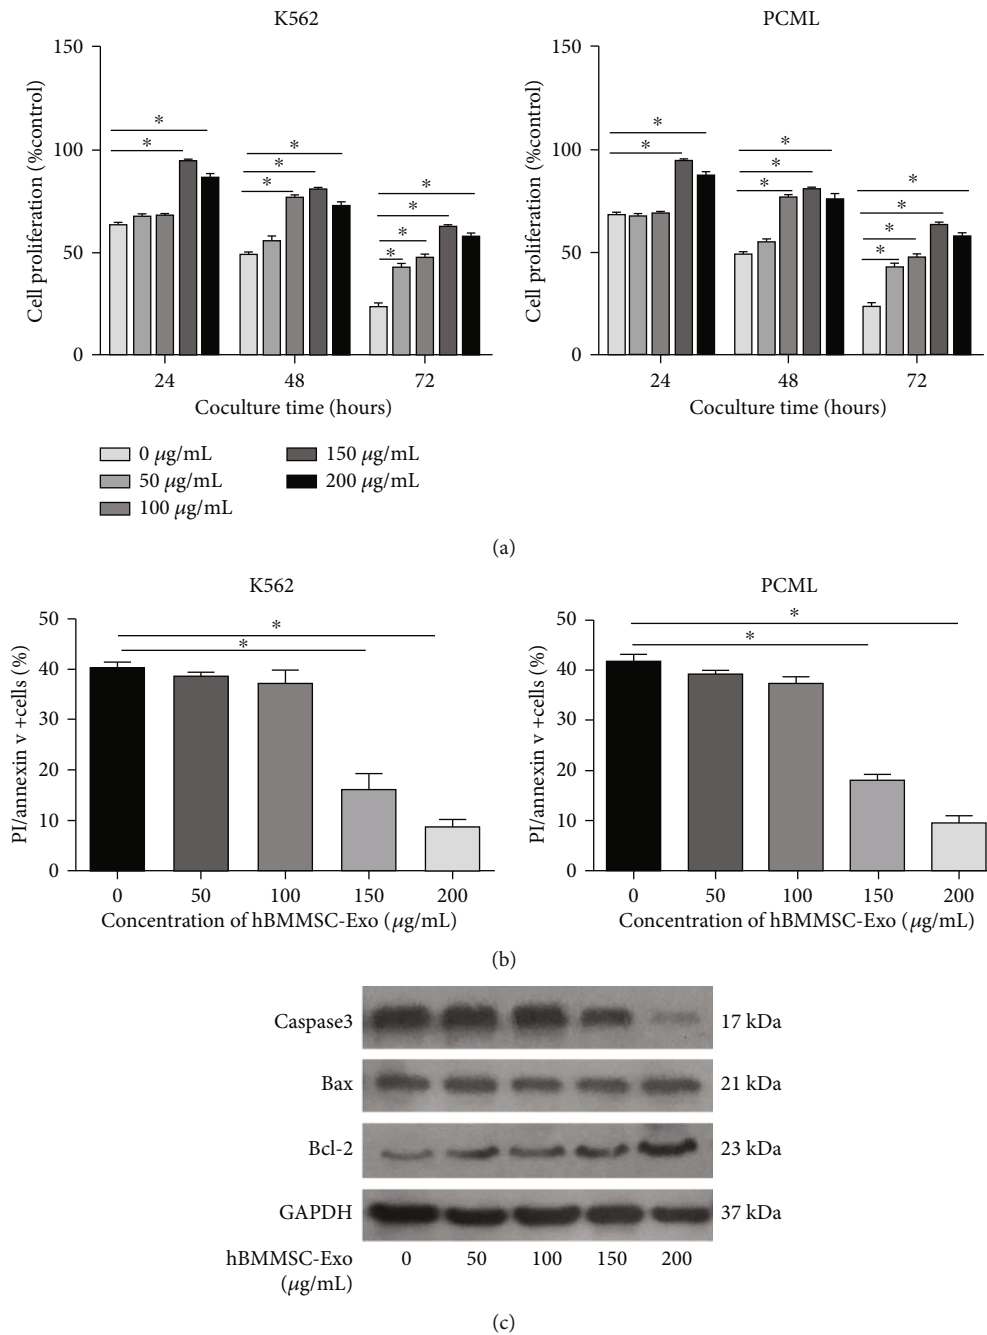 K562
PCML
Cell proliferation (%control)
150
100
50
0
*
*
*
*
*
*
*
*
*
24
48
72
Coculture time (hours)
Cell proliferation (%control)
150
100
50
0
*
*
*
*
*
*
*
*
*
24
48
72
Coculture time (hours)
0 μg/mL
50 μg/mL
100 μg/mL
150 μg/mL
200 μg/mL
(a)
K562
PCML
PI/annexin v +cells (%)
50
40
30
20
10
0
*
*
0 50 100 150 200
Concentration of hBMMSC-Exo (μg/mL)
PI/annexin v +cells (%)
50
40
30
20
10
0
*
*
0 50 100 150 200
Concentration of hBMMSC-Exo (μg/mL)
(b)
Caspase3 17 kDa
Bax 21 kDa
Bcl-2 23 kDa
GAPDH 37 kDa
hBMMSC-Exo 0 50 100 150 200
(μg/mL)
(c)